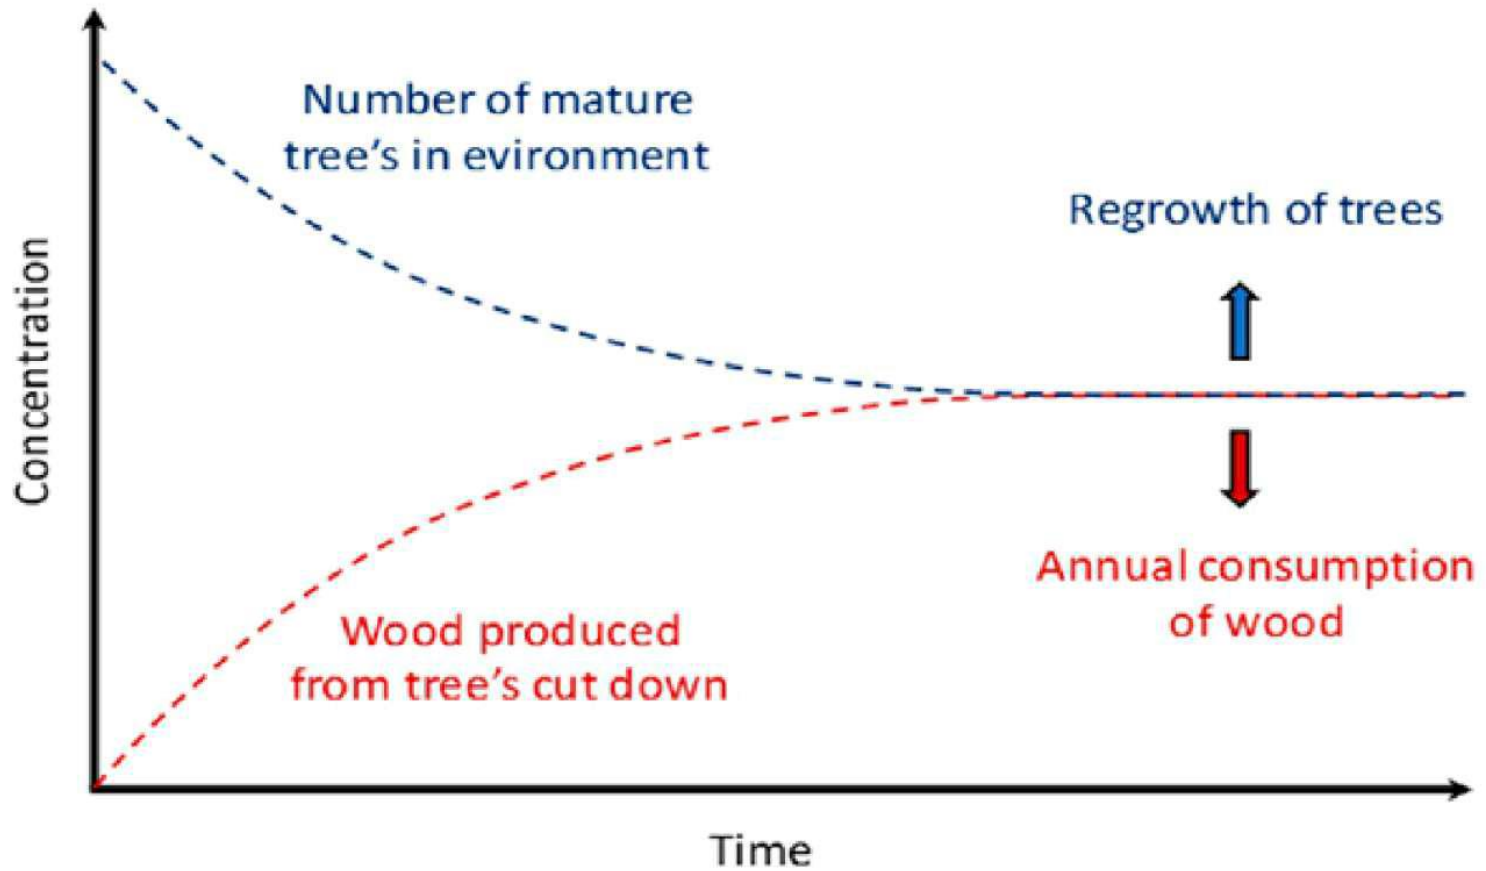 Number of mature
tree's in evironment
Regrowth of trees
Concentration
Annual consumption
of wood
Wood produced
from tree's cut down
Time